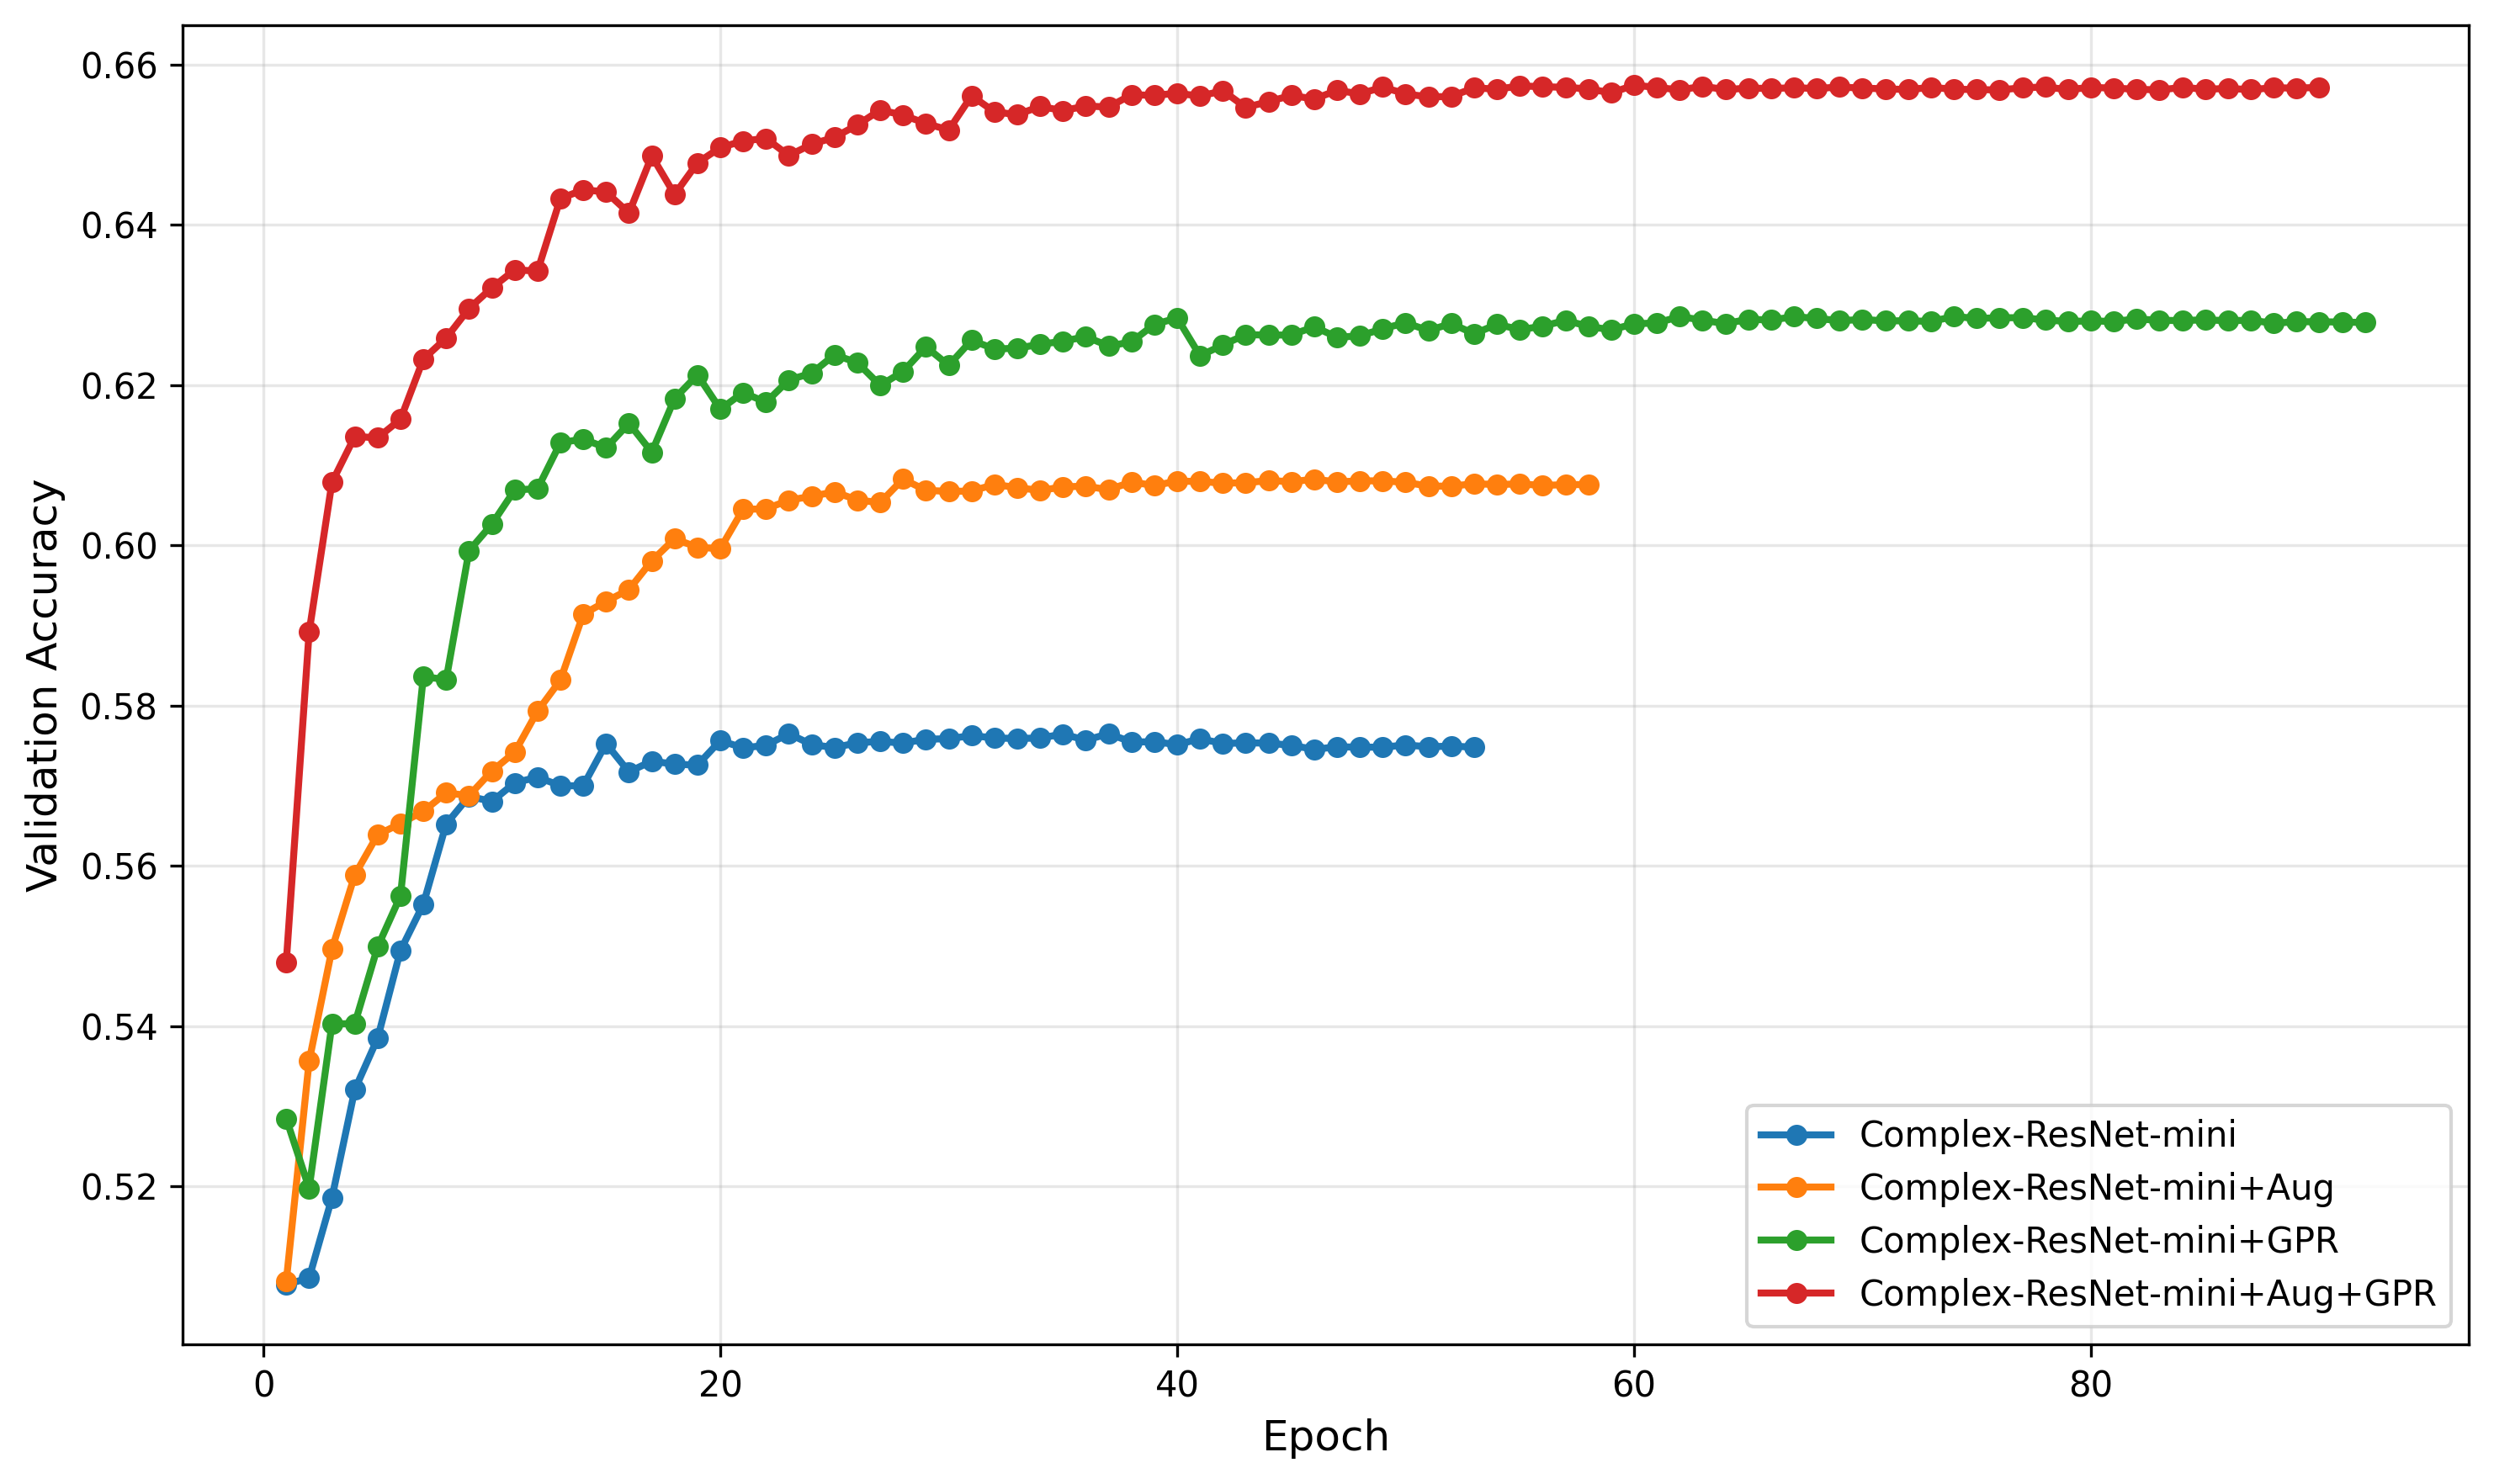 0.66
0.64
0.62
0.60
0.58
0.56
0.54
0.52
Validation Accuracy
0 20 40 60 80
Epoch
Complex-ResNet-mini
Complex-ResNet-mini+Aug
Complex-ResNet-mini+GPR
Complex-ResNet-mini+Aug+GPR